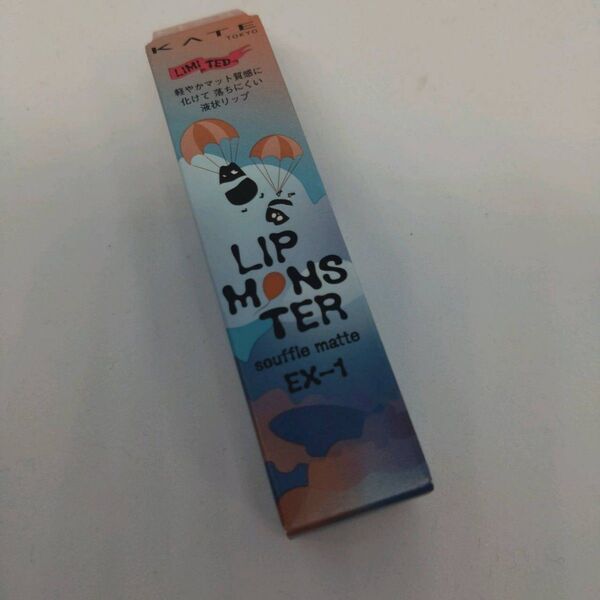 KATE
TOKYO
LIMITED
軽やかマット質感に
化けて 落ちにくい
液状リップ
LIP
MONS
TER
souffle matte
EX-1